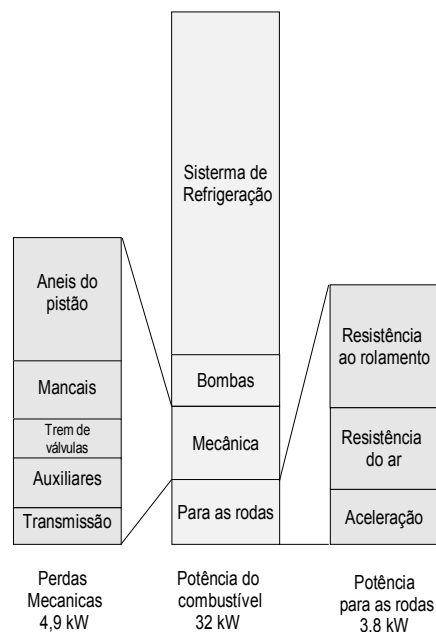 Sisterma de
Refrigeração
Aneis do
pistão
Mancais
Trem de
válvulas
Auxiliares
Transmissão
Bombas
Mecânica
Para as rodas
Resistência
ao rolamento
Resistência
do ar
Aceleração
Perdas
Mecanicas
4,9 kW
Potência do
combustível
32 kW
Potência
para as rodas
3,8 kW